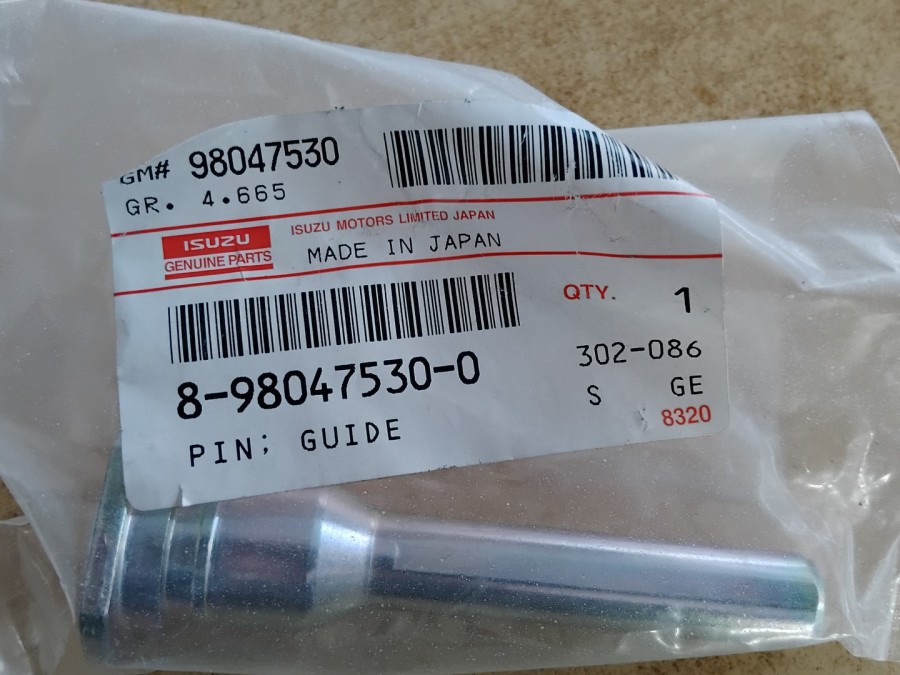 GM# 98047530
GR. 4.665
ISUZU
GENUINE PARTS
ISUZU MOTORS LIMITED JAPAN
MADE IN JAPAN
QTY. 1
8-98047530-0
302-086
PIN; GUIDE
S GE
8320